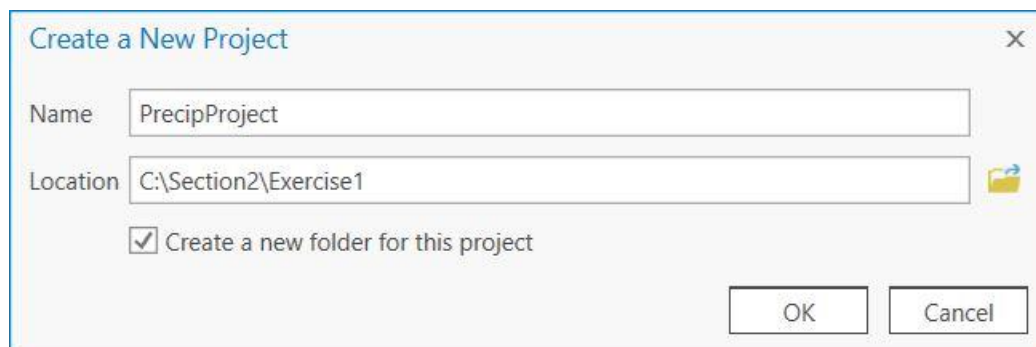 Create a New Project
Name PrecipProject
Location C:\Section2\Exercise1
Create a new folder for this project
OK Cancel